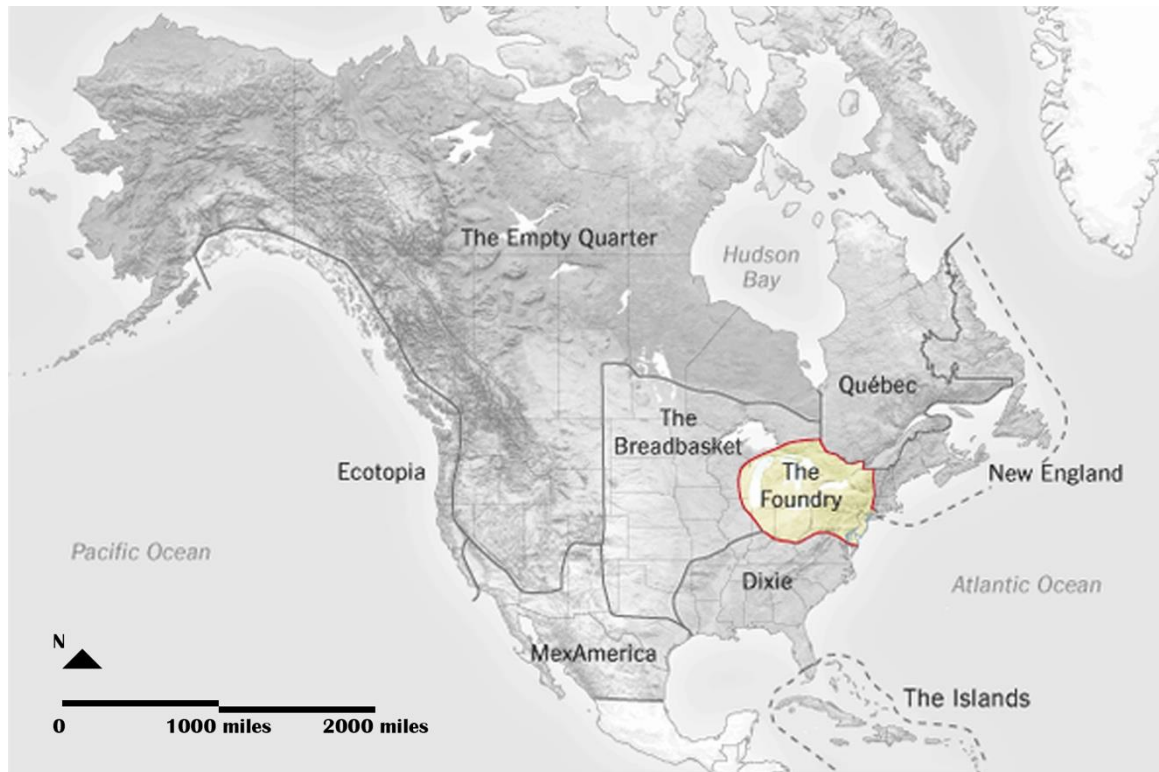 The Empty Quarter
Hudson
Bay
Québec
The
Breadbasket
Ecotopia
The
Foundry
New England
Pacific Ocean
Dixie
Atlantic Ocean
N
MexAmerica
The Islands
0 1000 miles 2000 miles